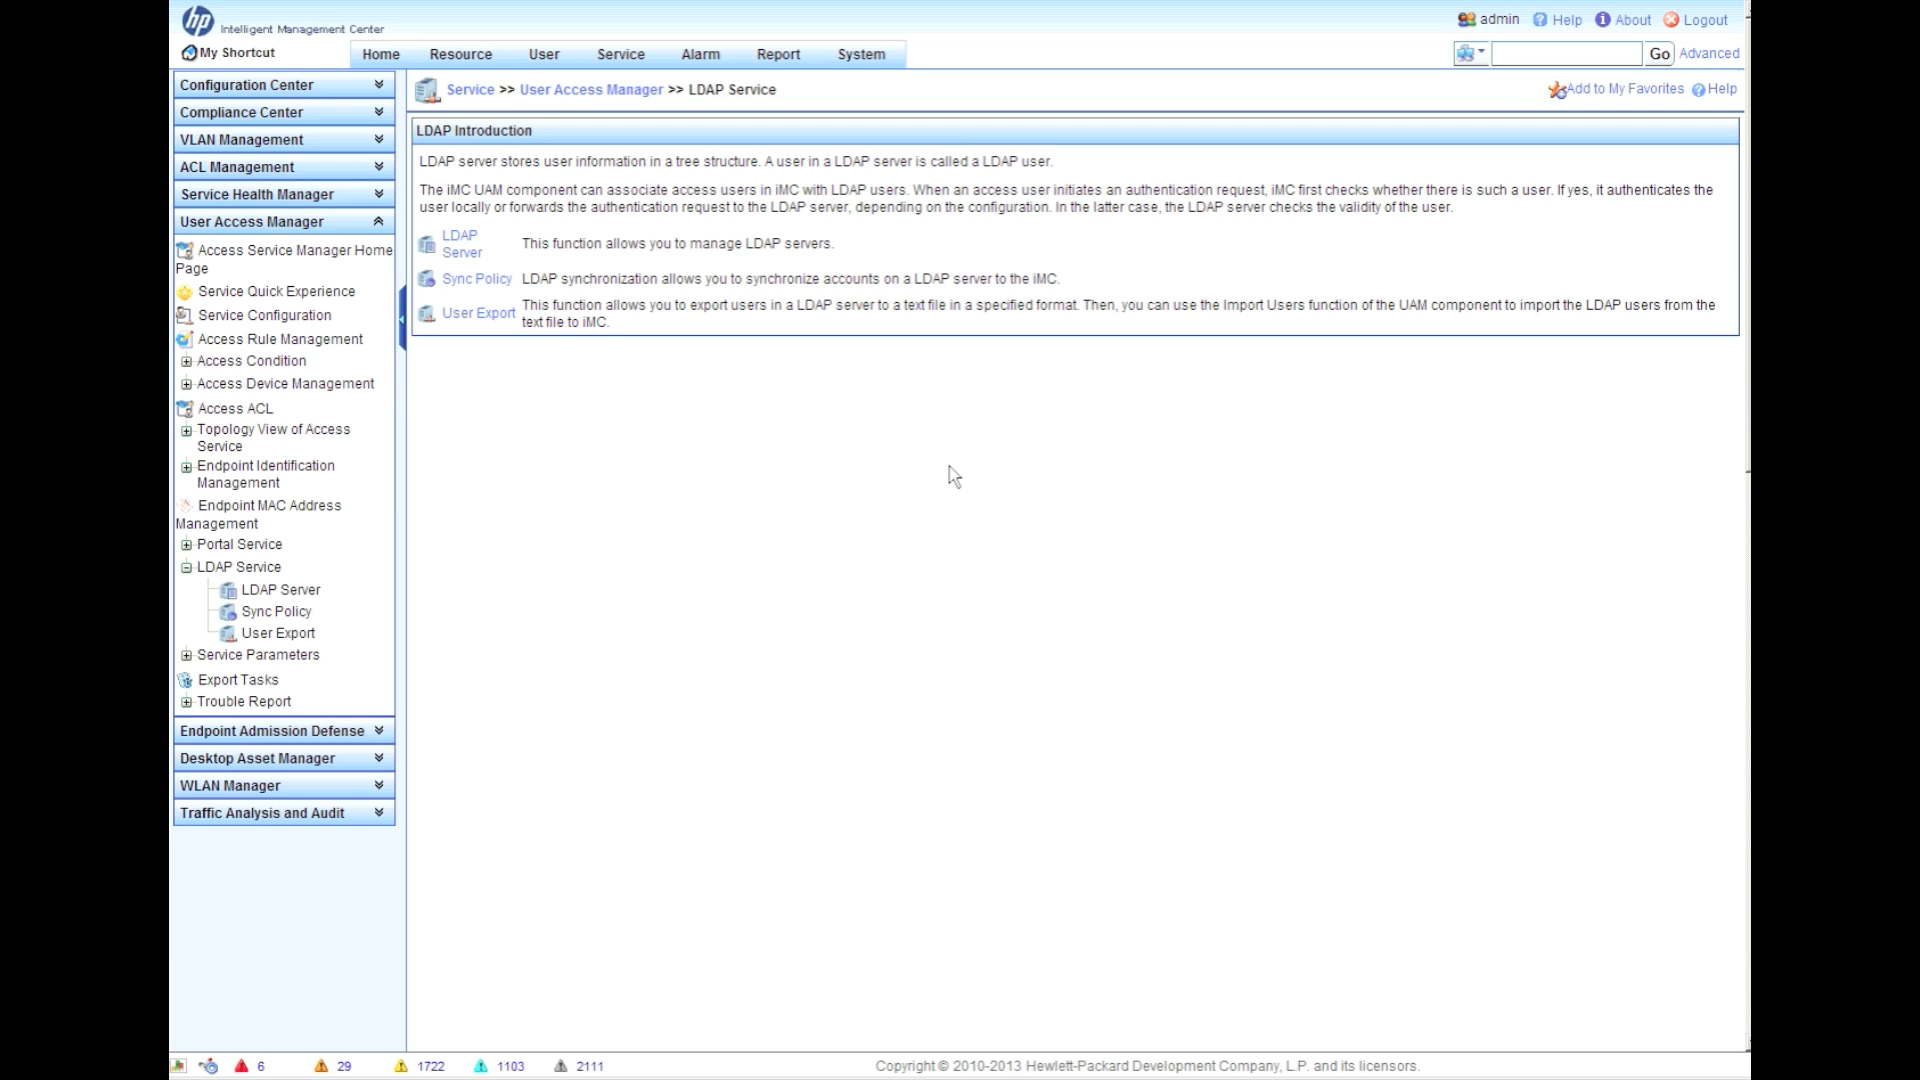 hp Intelligent Management Center
admin Help About Logout
My Shortcut
Home Resource User Service Alarm Report System
Go Advanced
Configuration Center
Compliance Center
VLAN Management
ACL Management
Service Health Manager
User Access Manager
Access Service Manager Home
Page
Service Quick Experience
Service Configuration
Access Rule Management
Access Condition
Access Device Management
Access ACL
Topology View of Access
Service
Endpoint Identification
Management
Endpoint MAC Address
Management
Portal Service
LDAP Service
LDAP Server
Sync Policy
User Export
Service Parameters
Export Tasks
Trouble Report
Endpoint Admission Defense
Desktop Asset Manager
WLAN Manager
Traffic Analysis and Audit
Service >> User Access Manager >> LDAP Service
Add to My Favorites Help
LDAP Introduction
LDAP server stores user information in a tree structure. A user in a LDAP server is called a LDAP user.
The iMC UAM component can associate access users in iMC with LDAP users. When an access user initiates an authentication request, iMC first checks whether there is such a user. If yes, it authenticates the
user locally or forwards the authentication request to the LDAP server, depending on the configuration. In the latter case, the LDAP server checks the validity of the user.
LDAP
Server
This function allows you to manage LDAP servers.
Sync Policy LDAP synchronization allows you to synchronize accounts on a LDAP server to the iMC.
User Export
This function allows you to export users in a LDAP server to a text file in a specified format. Then, you can use the Import Users function of the UAM component to import the LDAP users from the
text file to iMC.
6 29 1722 1103 2111
Copyright © 2010-2013 Hewlett-Packard Development Company, L.P. and its licensors.